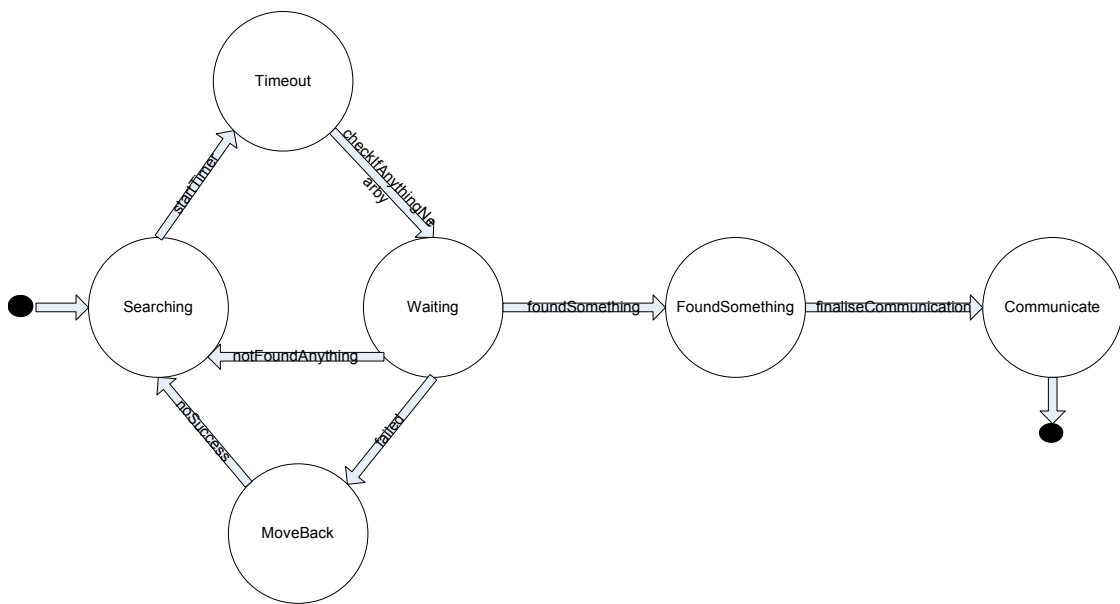 Timeout
checkIfAnythingNe
arby
startTimer
Searching
Waiting
foundSomething
FoundSomething
finaliseCommunication
Communicate
notFoundAnything
noSuccess
failed
MoveBack